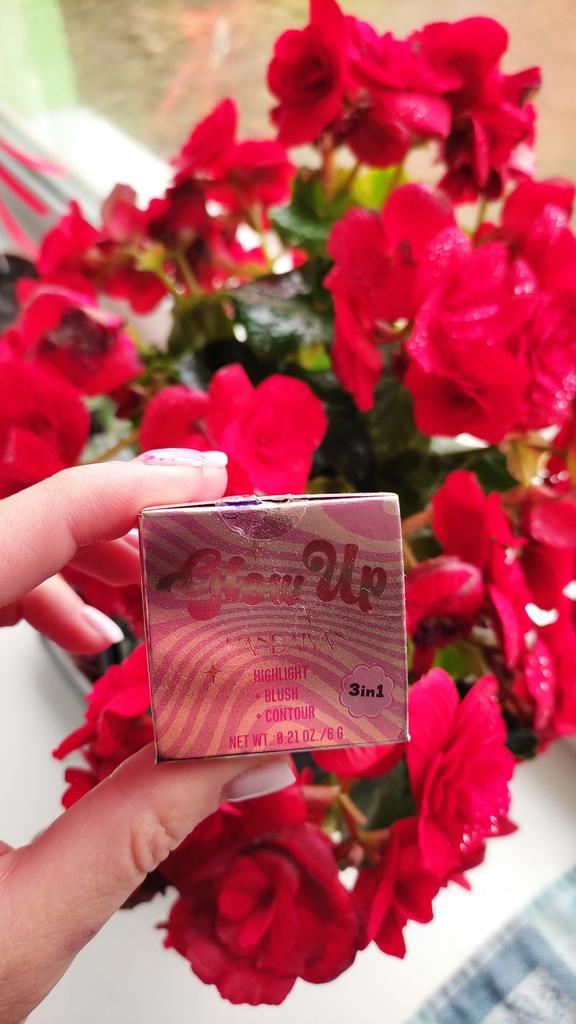 Glow Up
HANDAIYAN
HIGHLIGHT
+ BLUSH
+ CONTOUR
3in1
NET WT.:0.21 OZ./6 G